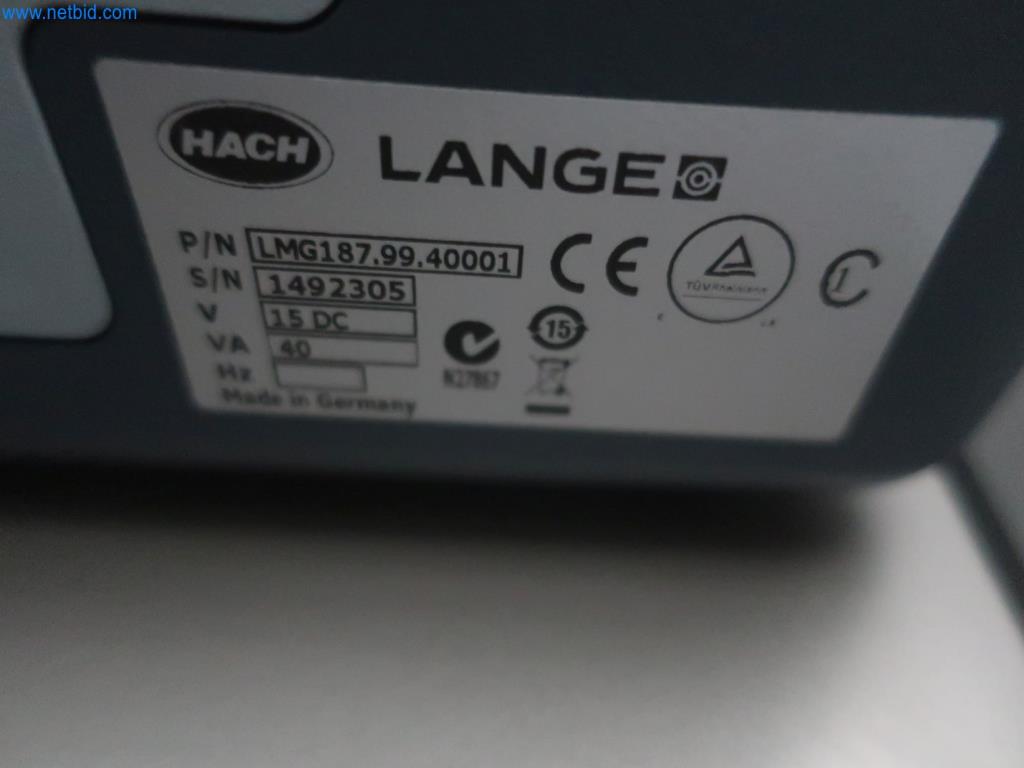 www.netbid.com
HACH LANGE
P/N LMG187.99.40001
S/N 1492305
V 15 DC
VA 40
Hz
Made in Germany
CE
TÜVRheinland
15
N27867